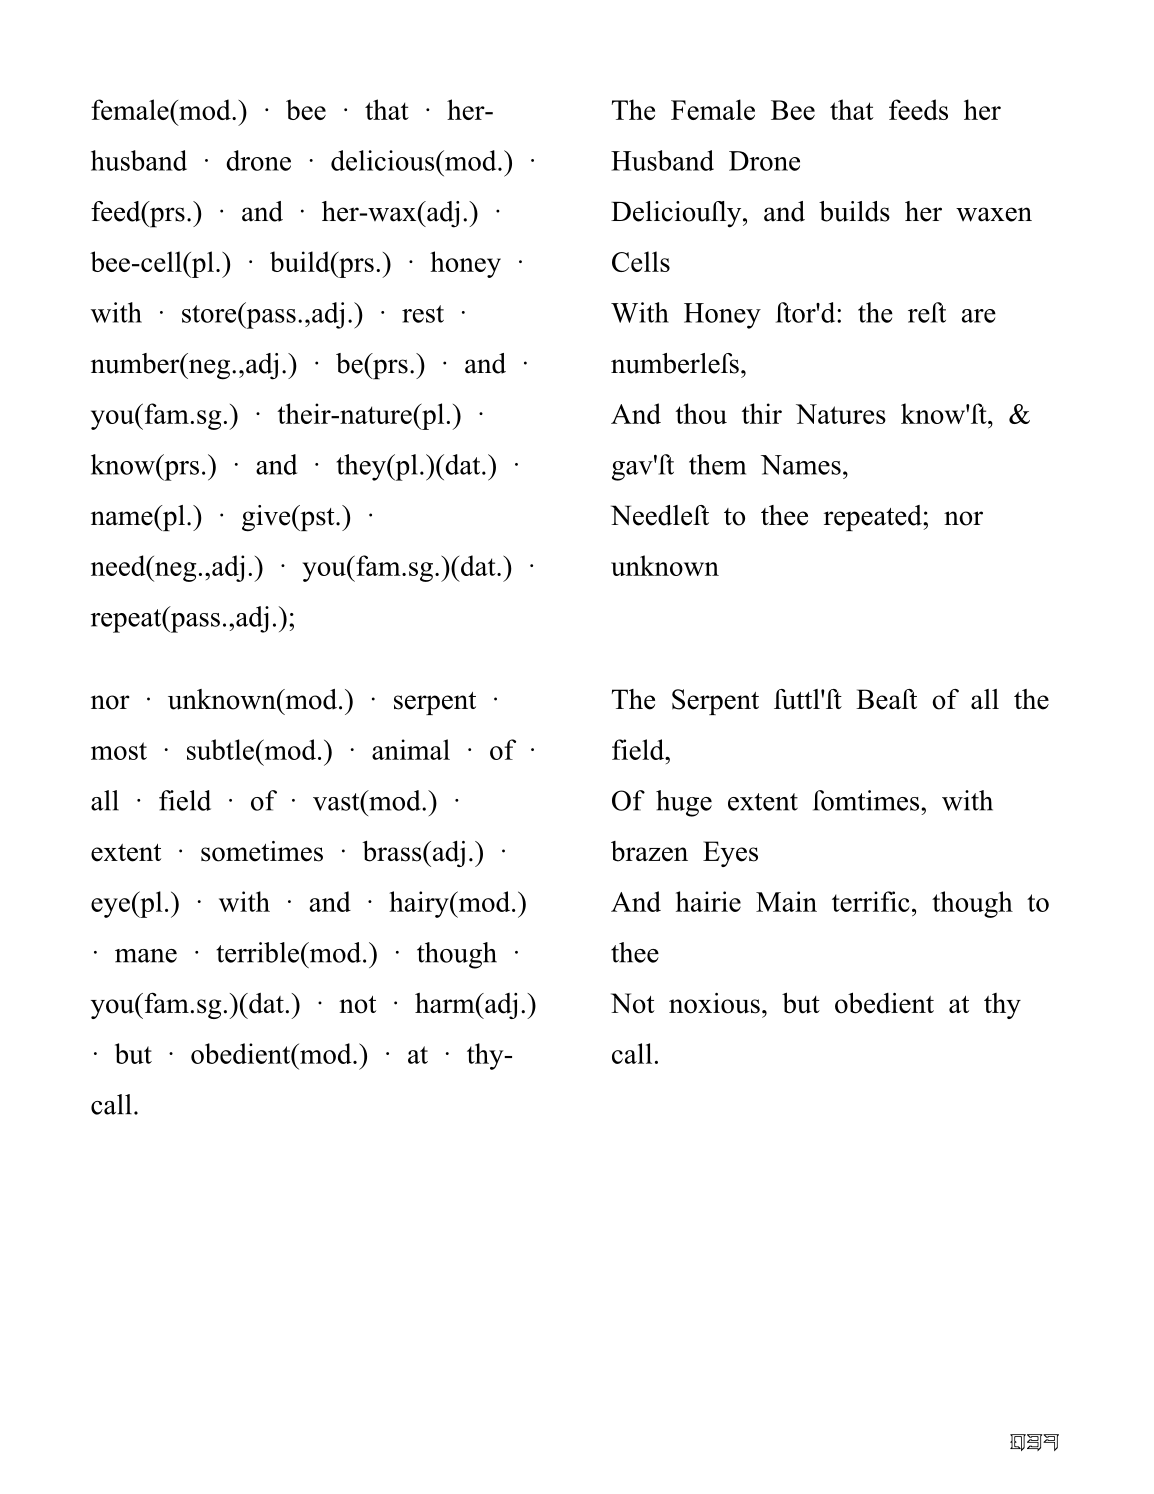 female(mod.) · bee · that · her-
husband · drone · delicious(mod.) ·
feed(prs.) · and · her-wax(adj.) ·
bee-cell(pl.) · build(prs.) · honey ·
with · store(pass.,adj.) · rest ·
number(neg.,adj.) · be(prs.) · and ·
you(fam.sg.) · their-nature(pl.) ·
know(prs.) · and · they(pl.)(dat.) ·
name(pl.) · give(pst.) ·
need(neg.,adj.) · you(fam.sg.)(dat.) ·
repeat(pass.,adj.);
The Female Bee that feeds her
Husband Drone
Deliciouſly, and builds her waxen
Cells
With Honey ſtor'd: the reſt are
numberleſs,
And thou thir Natures know'ſt, &
gav'ſt them Names,
Needleſt to thee repeated; nor
unknown
nor · unknown(mod.) · serpent ·
most · subtle(mod.) · animal · of ·
all · field · of · vast(mod.) ·
extent · sometimes · brass(adj.) ·
eye(pl.) · with · and · hairy(mod.)
· mane · terrible(mod.) · though ·
you(fam.sg.)(dat.) · not · harm(adj.)
· but · obedient(mod.) · at · thy-
call.
The Serpent ſuttl'ſt Beaſt of all the
field,
Of huge extent ſomtimes, with
brazen Eyes
And hairie Main terrific, though to
thee
Not noxious, but obedient at thy
call.